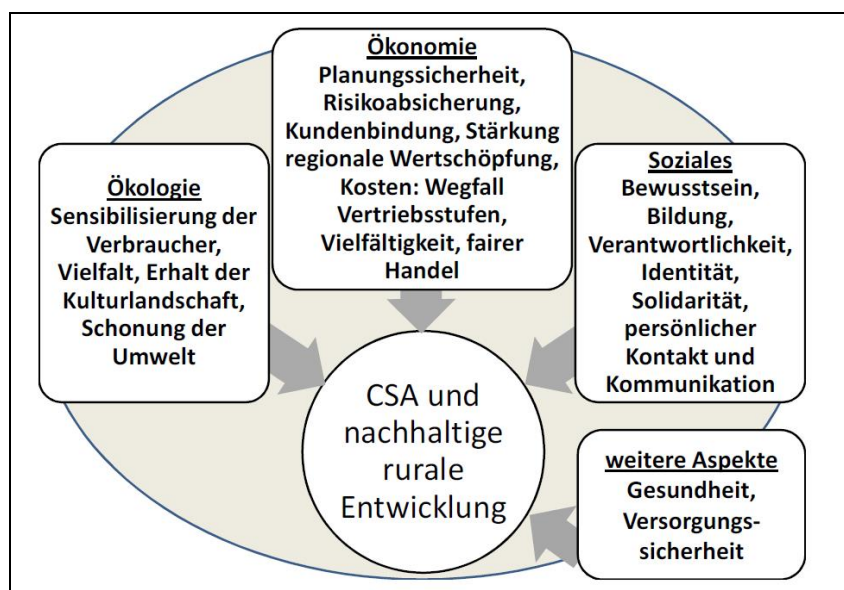 Ökonomie
Planungssicherheit,
Risikoabsicherung,
Kundenbindung, Stärkung
regionale Wertschöpfung,
Kosten: Wegfall
Vertriebsstufen,
Vielfältigkeit, fairer
Handel
Ökologie
Sensibilisierung der
Verbraucher,
Vielfalt, Erhalt der
Kulturlandschaft,
Schonung der
Umwelt
Soziales
Bewusstsein,
Bildung,
Verantwortlichkeit,
Identität,
Solidarität,
persönlicher
Kontakt und
Kommunikation
CSA und
nachhaltige
rurale
Entwicklung
weitere Aspekte
Gesundheit,
Versorgungs-
sicherheit